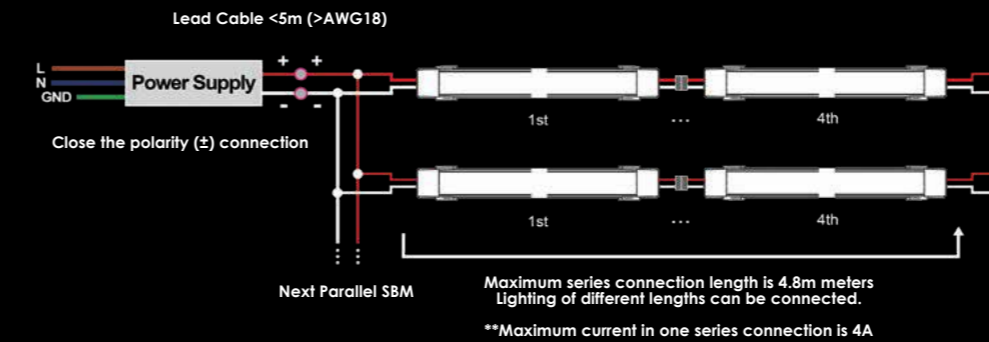 Lead Cable <5m (>AWG18)
L
N
GND
Power Supply
+ +
- -
Close the polarity (±) connection
1st
...
4th
1st
...
4th
Next Parallel SBM
Maximum series connection length is 4.8m meters
Lighting of different lengths can be connected.
**Maximum current in one series connection is 4A